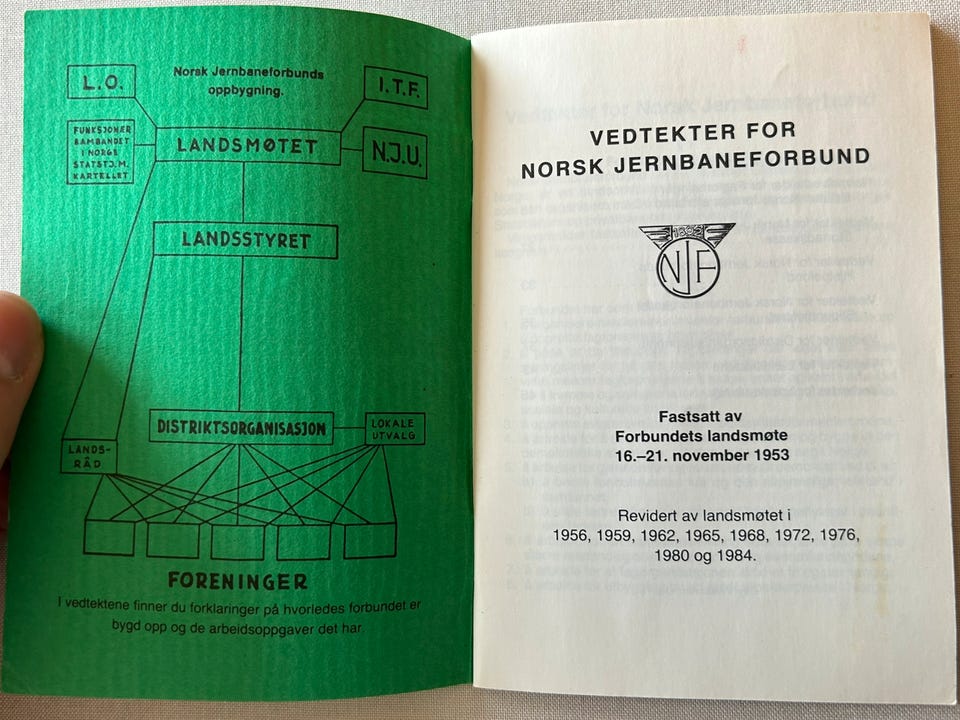 Norsk Jernbaneforbunds
oppbygning.
L.O.
I.T.F.
FUNKSJONÆR
SAMBANDET
I NORGE
STATSTJ.M.
KARTELLET
LANDSMØTET
N.J.U.
LANDSSTYRET
DISTRIKTSORGANISASJON
LOKALE
UTVALG
LANDS-
RÅD
FORENINGER
I vedtektene finner du forklaringer på hvorledes forbundet er
bygd opp og de arbeidsoppgaver det har.
VEDTEKTER FOR
NORSK JERNBANEFORBUND
1892
NJF
Fastsatt av
Forbundets landsmøte
16.–21. november 1953
Revidert av landsmøtet i
1956, 1959, 1962, 1965, 1968, 1972, 1976,
1980 og 1984.